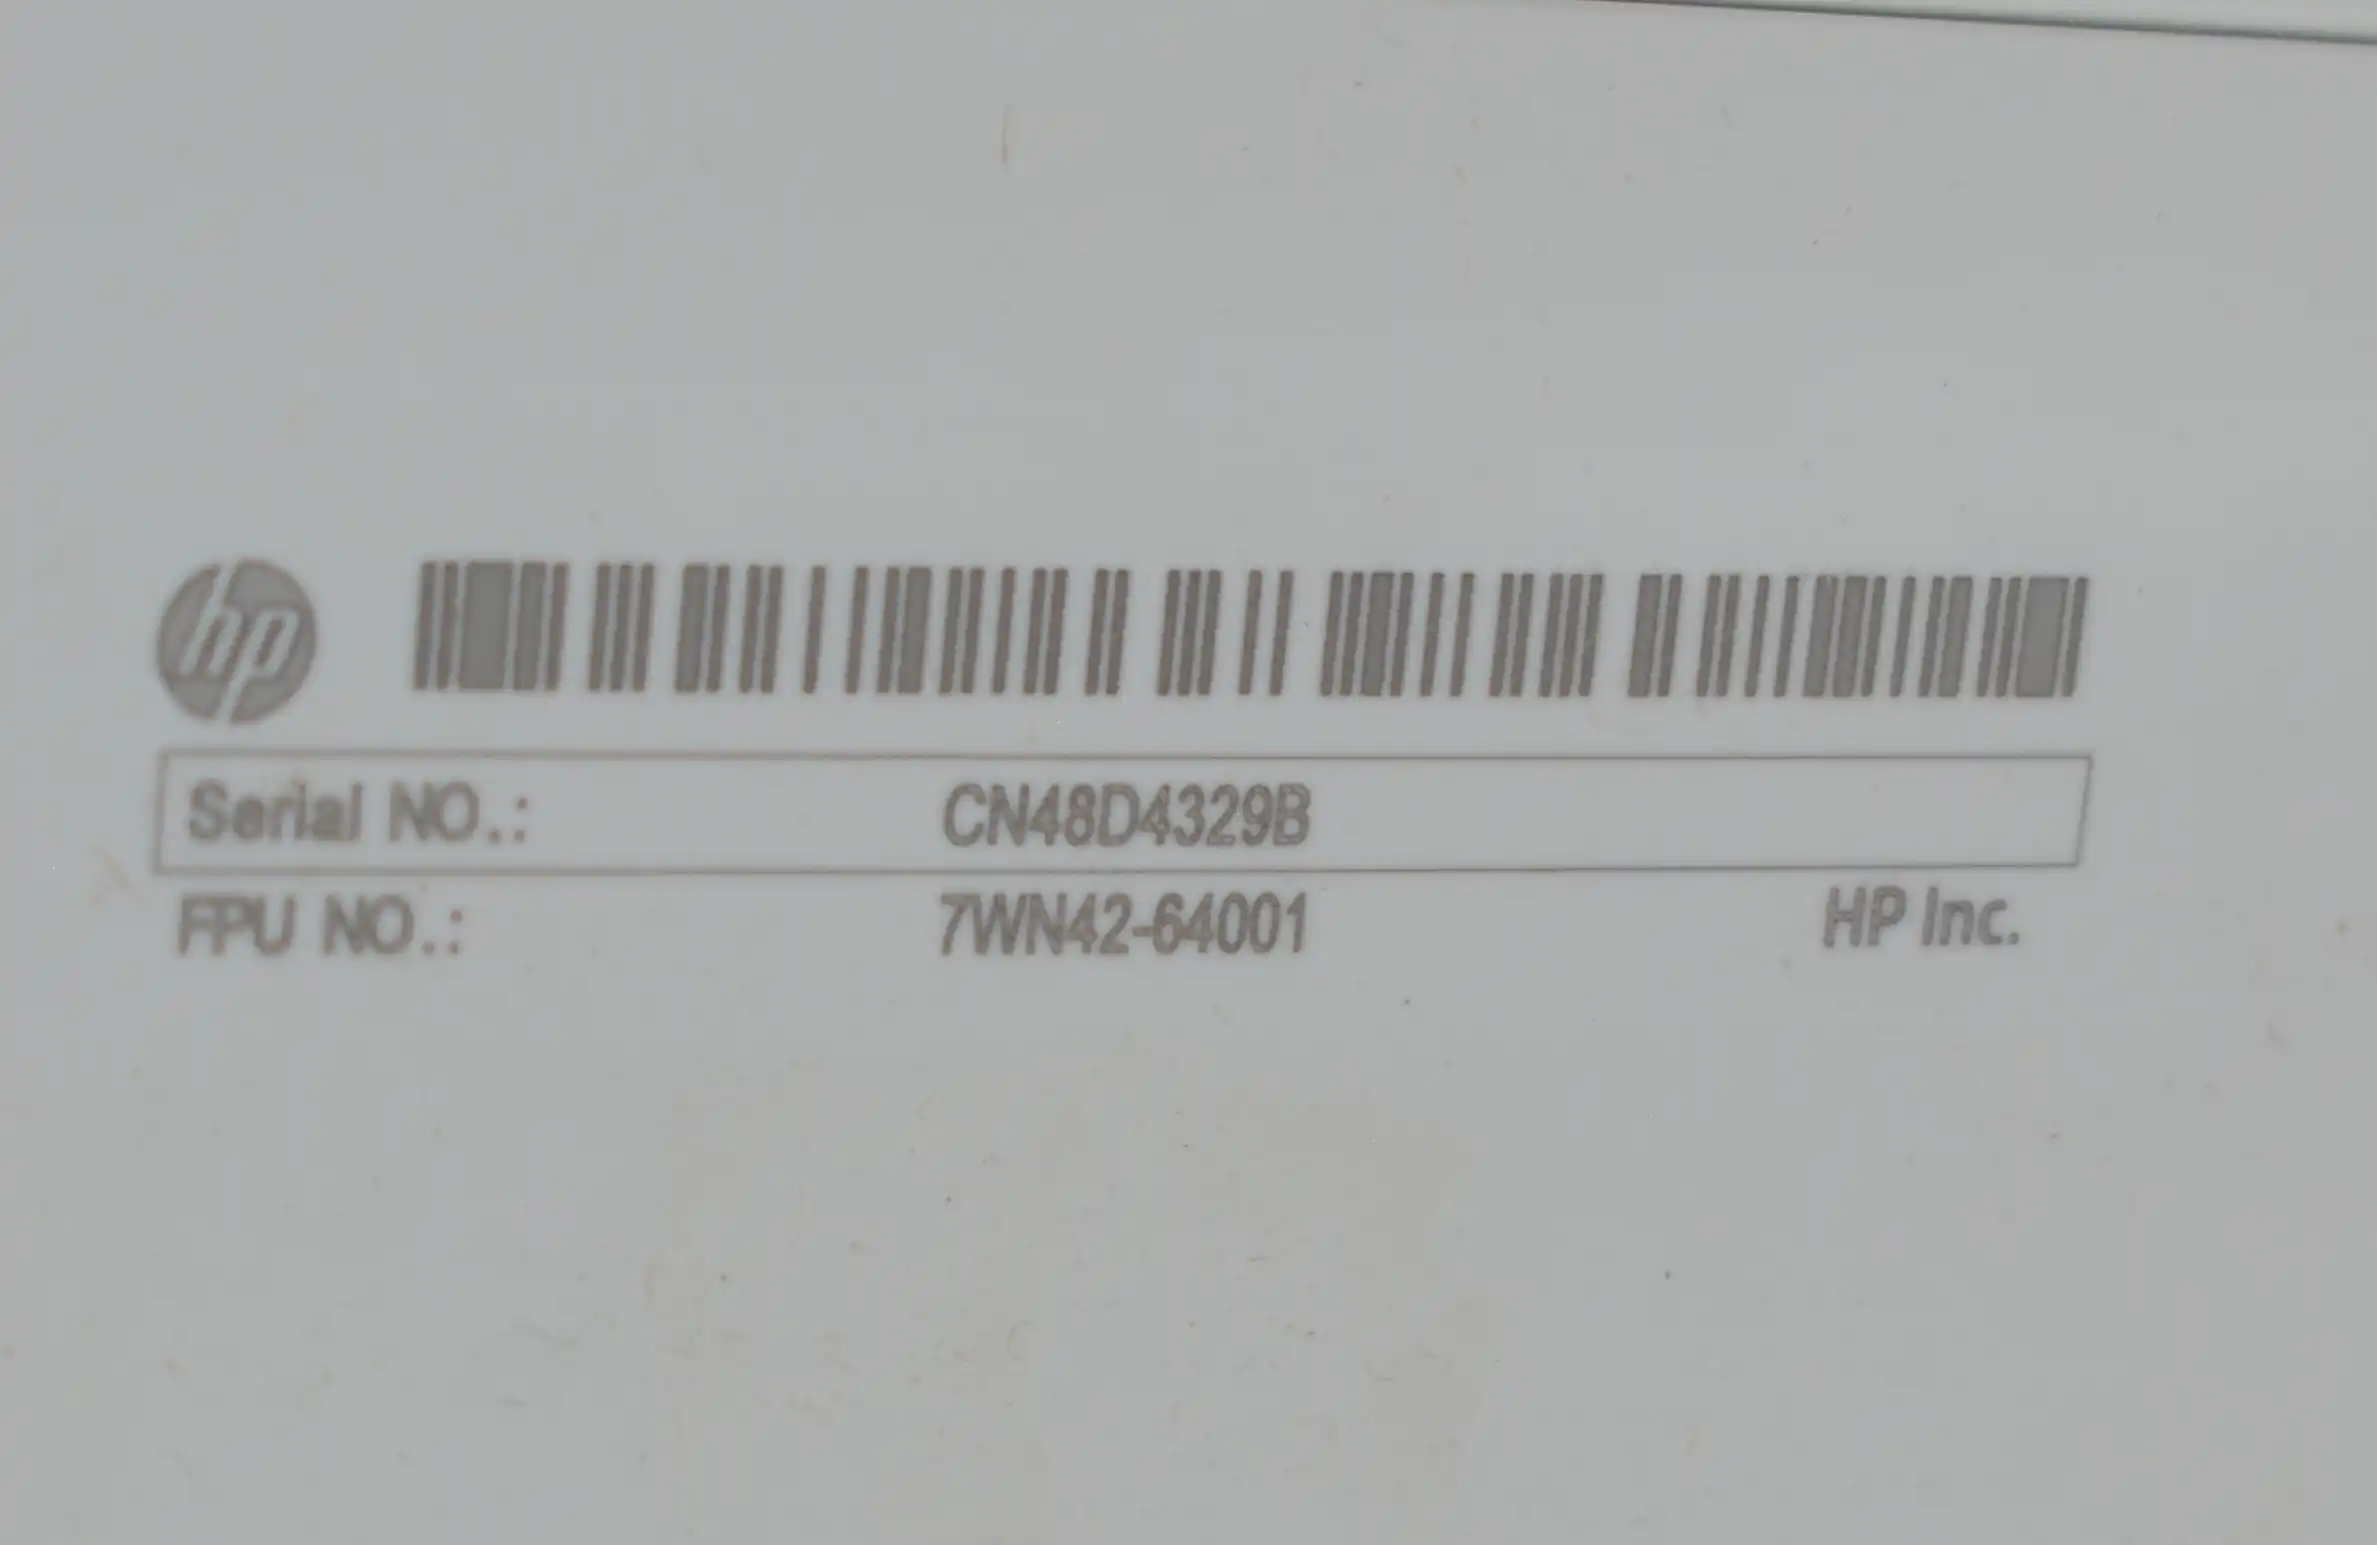 hp
Serial NO.: CN48D4329B
FPU NO.: 7WN42-64001 HP Inc.